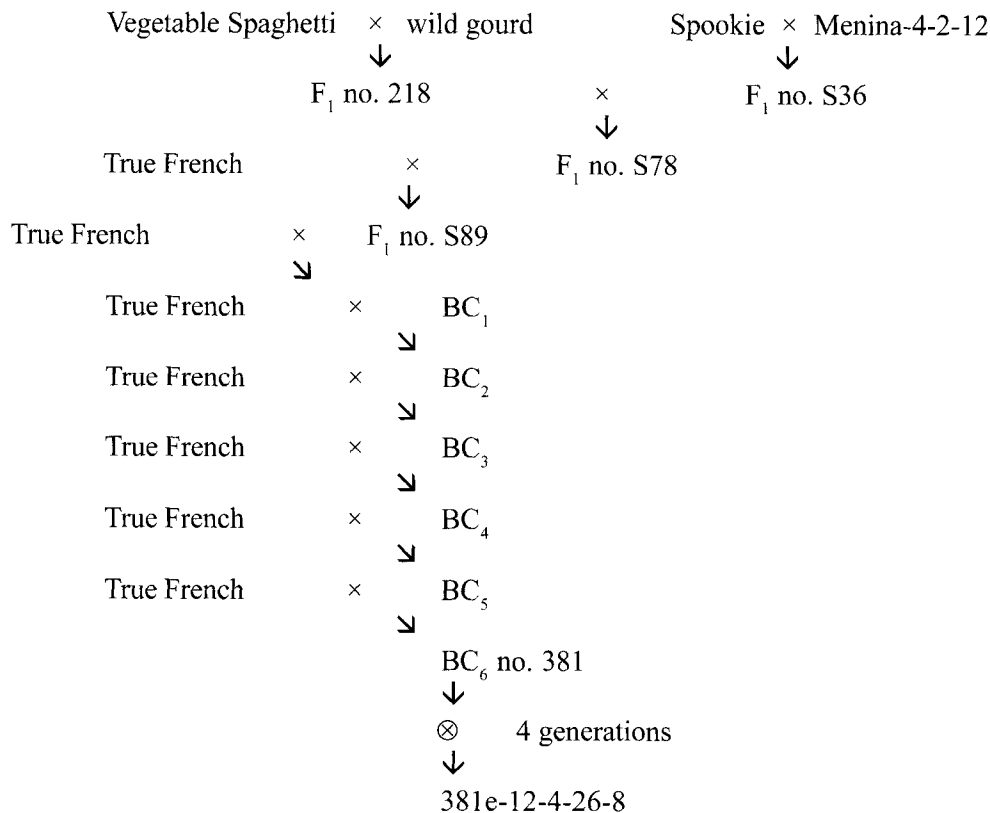 Vegetable Spaghetti × wild gourd Spookie × Menina-4-2-12
F₁ no. 218 × F₁ no. S36
True French × F₁ no. S78
True French × F₁ no. S89
True French × BC₁
True French × BC₂
True French × BC₃
True French × BC₄
True French × BC₅
BC₆ no. 381
⊗ 4 generations
381e-12-4-26-8